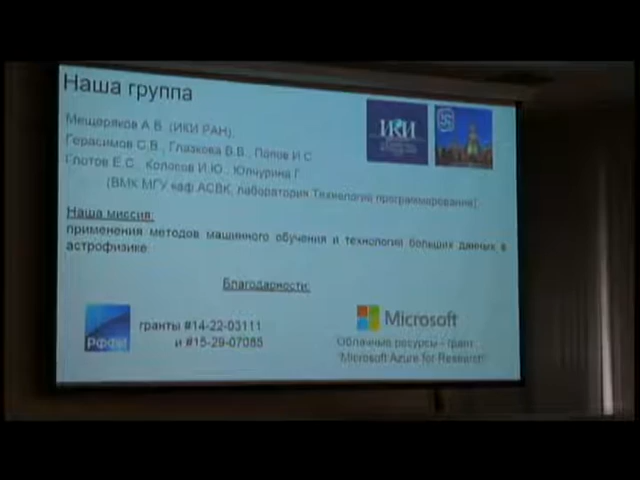 Наша группа
ИКИ
Мещеряков А.В. (ИКИ РАН),
Герасимов С.В., Глазкова В.В., Попов И.С.
Глотов Е.С., Колосов И.Ю., Юлчурина Г.
(ВМК МГУ каф.АСВК, лаборатория Технологий программирования).
Наша миссия:
применения методов машинного обучения и технологий больших данных в
астрофизике.
Благодарности:
РФФИ
гранты #14-22-03111
и #15-29-07085
Microsoft
Облачные ресурсы - грант
"Microsoft Azure for Research"